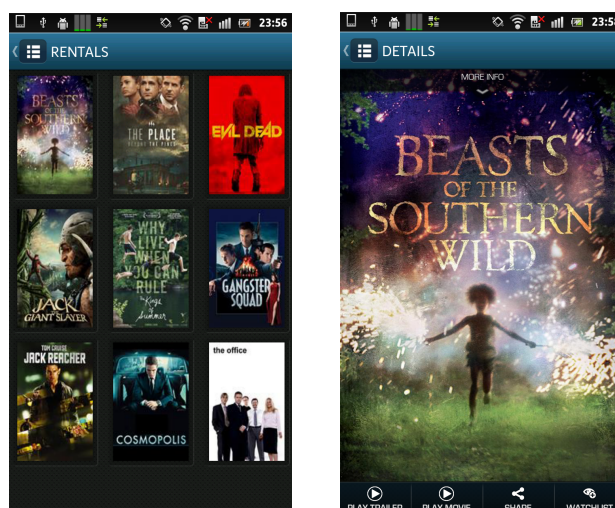 23:56
RENTALS
BEASTS
OF THE
SOUTHERN
WILD
THE PLACE
BEYOND THE PINES
EVIL DEAD
JACK
THE
GIANT SLAYER
WHY
LIVE
WHEN
YOU CAN
RULE
The Kings
of
Summer
GANGSTER
SQUAD
TOM CRUISE
JACK REACHER
COSMOPOLIS
the office
23:5
DETAILS
MORE INFO
BEASTS
OF THE
SOUTHERN
WILD
PLAY TRAILER
PLAY MOVIE
SHARE
WATCHLIST